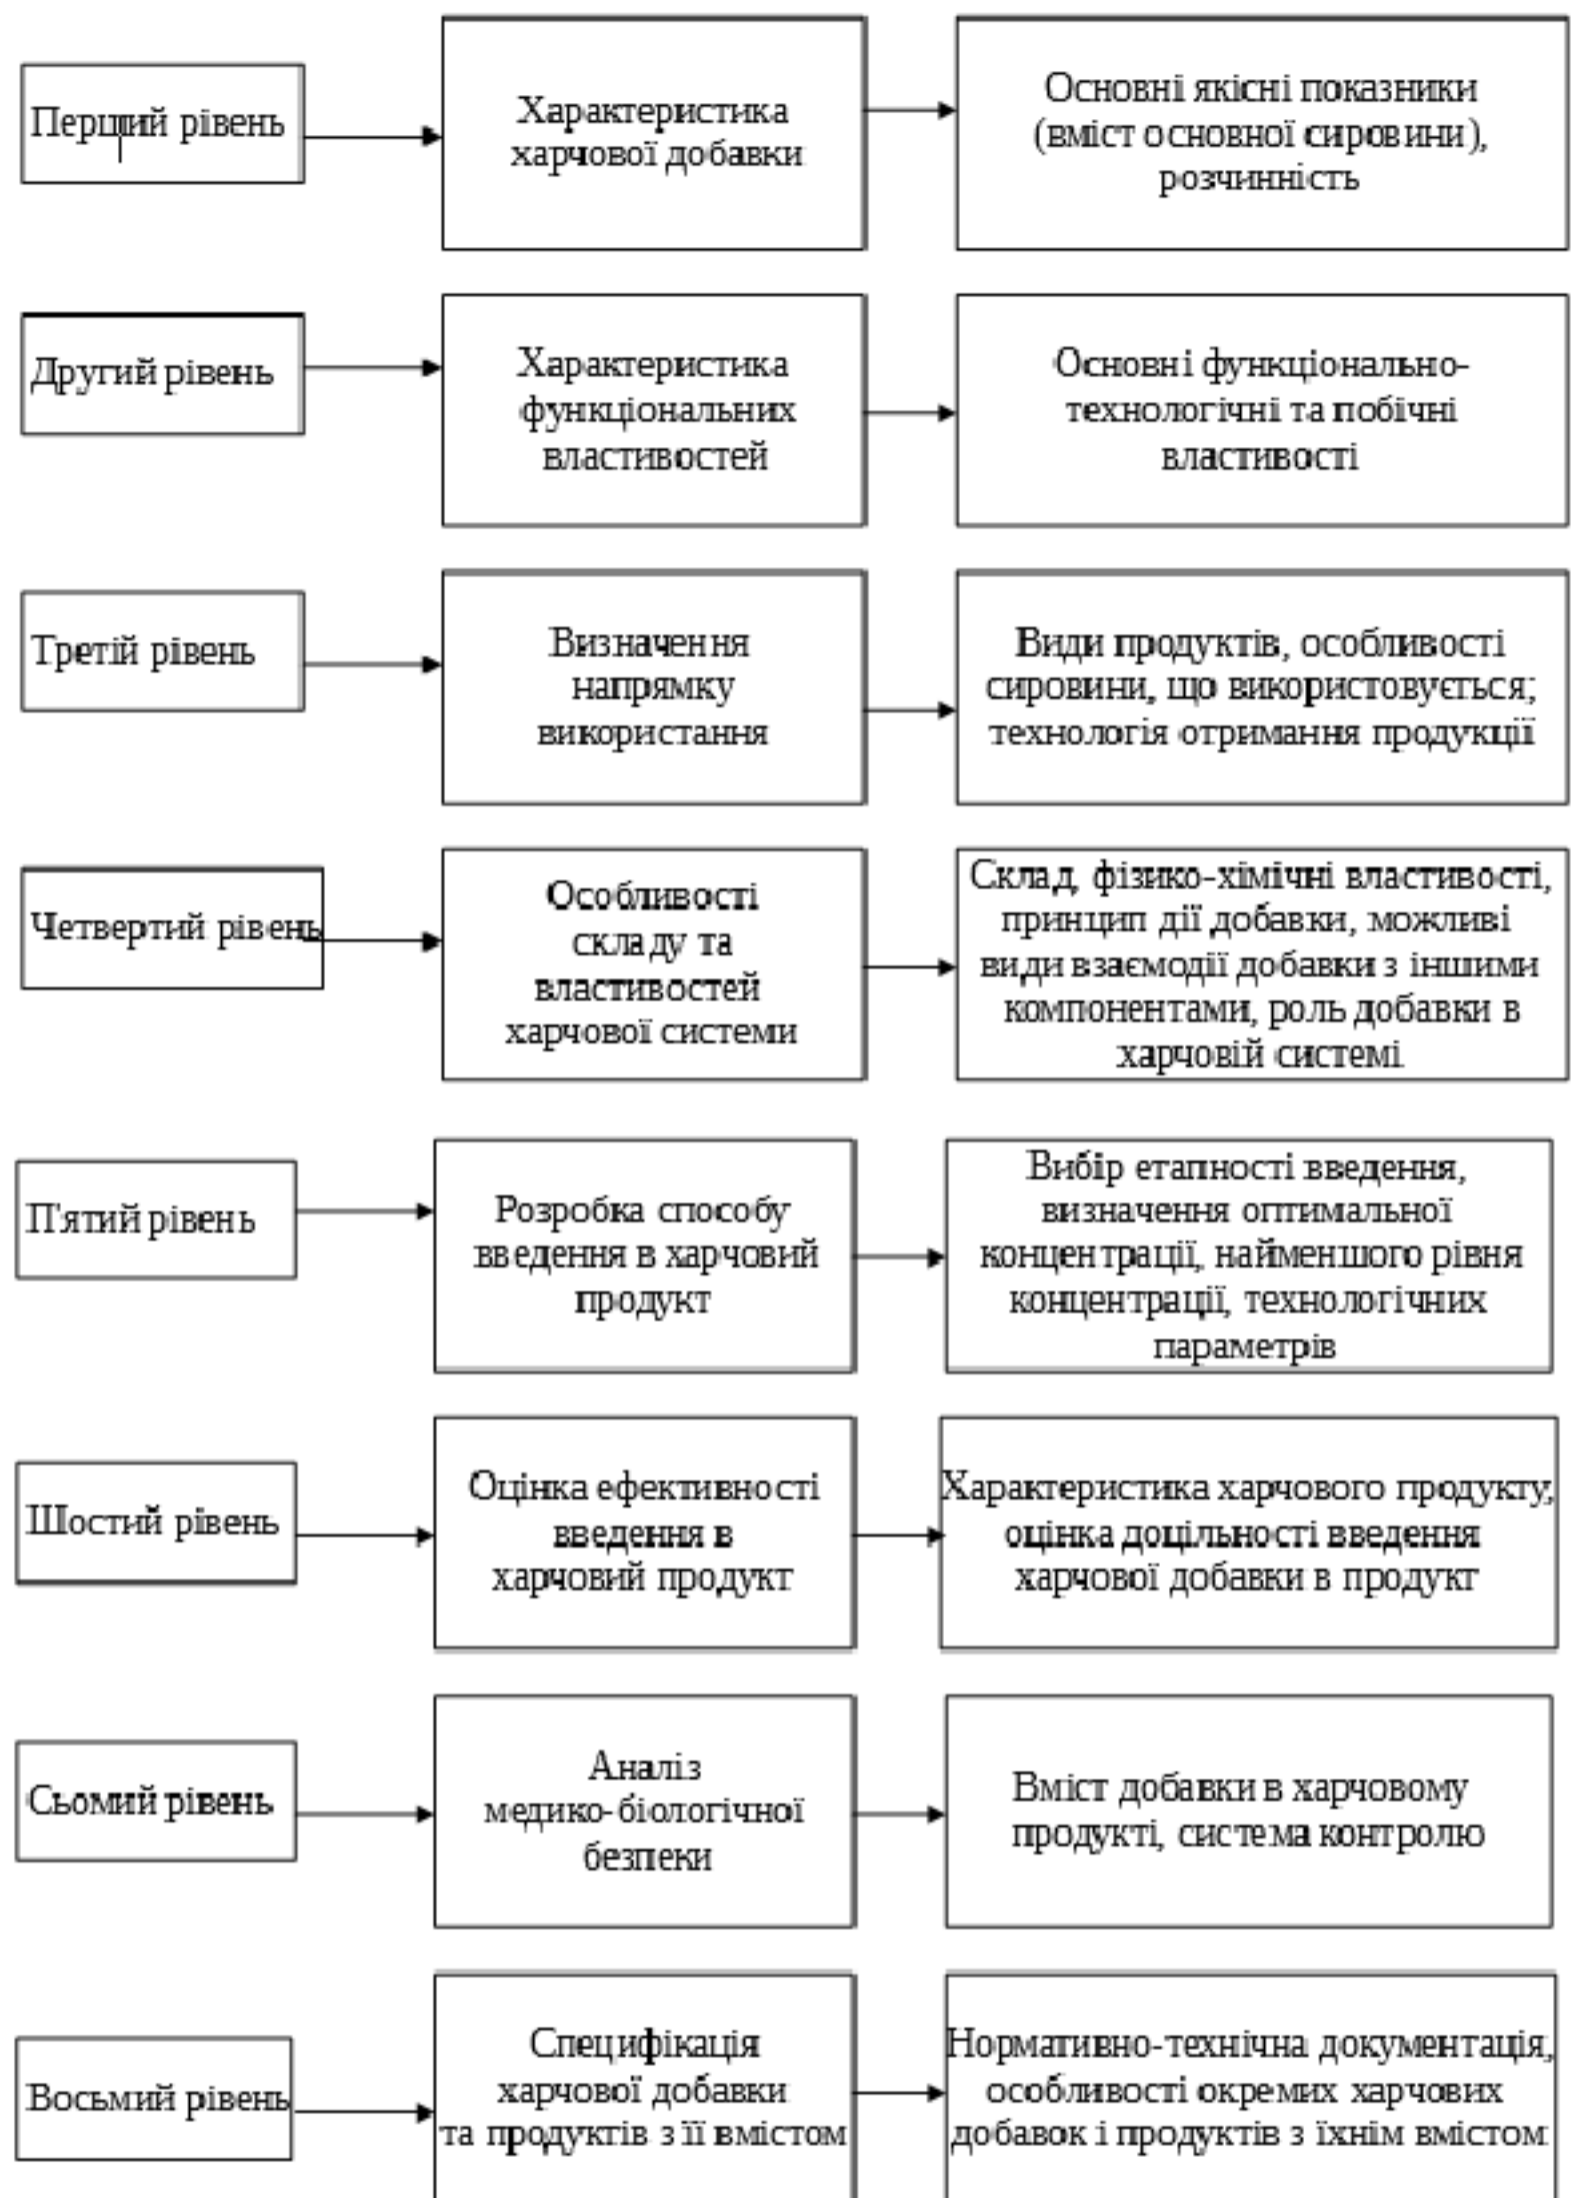 Перший рівень
Характеристика
харчової добавки
Основні якісні показники
(вміст основної сировини),
розчинність
Другий рівень
Характеристика
функціональних
властивостей
Основні функціонально-
технологічні та побічні
властивості
Третій рівень
Визначення
напрямку
використання
Види продуктів, особливості
сировини, що використовується;
технологія отримання продукції
Четвертий рівень
Особливості
складу та
властивостей
харчової системи
Склад, фізико-хімічні властивості,
принцип дії добавки, можливі
види взаємодії добавки з іншими
компонентами, роль добавки в
харчовій системі
П'ятий рівень
Розробка способу
введення в харчовий
продукт
Вибір етапності введення,
визначення оптимальної
концентрації, найменшого рівня
концентрації, технологічних
параметрів
Шостий рівень
Оцінка ефективності
введення в
харчовий продукт
Характеристика харчового продукту,
оцінка доцільності введення
харчової добавки в продукт
Сьомий рівень
Аналіз
медико-біологічної
безпеки
Вміст добавки в харчовому
продукті, система контролю
Восьмий рівень
Специфікація
харчової добавки
та продуктів з її вмістом
Нормативно-технічна документація,
особливості окремих харчових
добавок і продуктів з їхнім вмістом